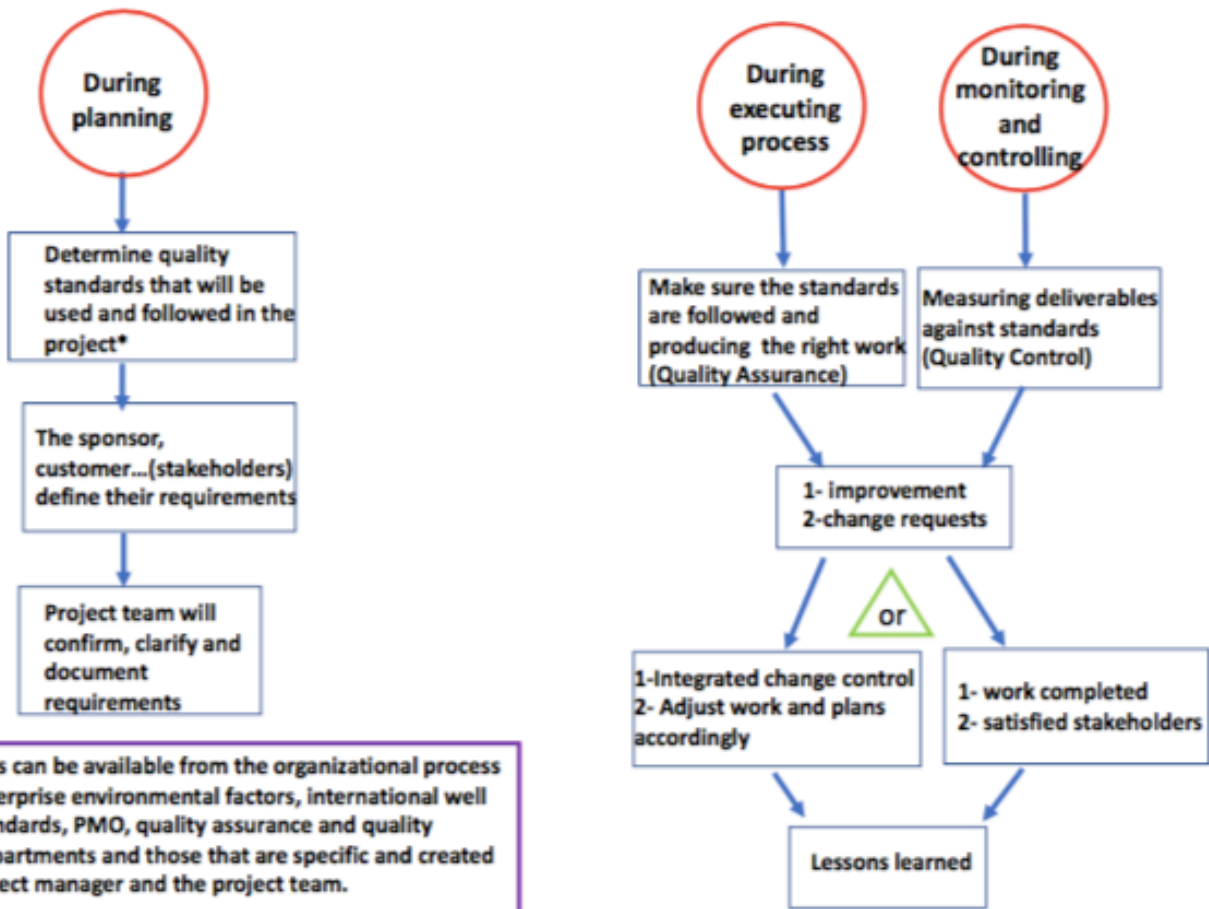 During
planning
Determine quality
standards that will be
used and followed in the
project*
The sponsor,
customer...(stakeholders)
define their requirements
Project team will
confirm, clarify and
document
requirements
can be available from the organizational process
environmental factors, international well
PMO, quality assurance and quality
and those that are specific and created
manager and the project team.
During
executing
process
During
monitoring
and
controlling
Make sure the standards
are followed and
producing the right work
(Quality Assurance)
Measuring deliverables
against standards
(Quality Control)
1- improvement
2-change requests
or
1-Integrated change control
2- Adjust work and plans
accordingly
1- work completed
2- satisfied stakeholders
Lessons learned